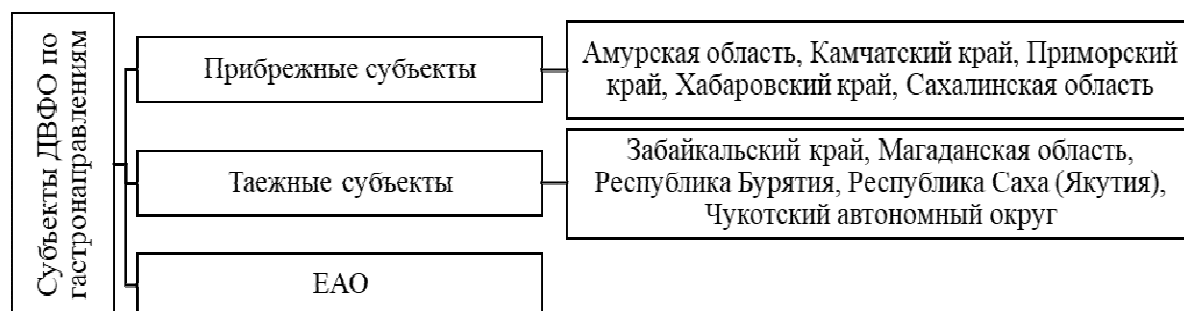 Субъекты ДВФО по
гастронаправлениям
Прибрежные субъекты
Амурская область, Камчатский край, Приморский
край, Хабаровский край, Сахалинская область
Таежные субъекты
Забайкальский край, Магаданская область,
Республика Бурятия, Республика Саха (Якутия),
Чукотский автономный округ
ЕАО